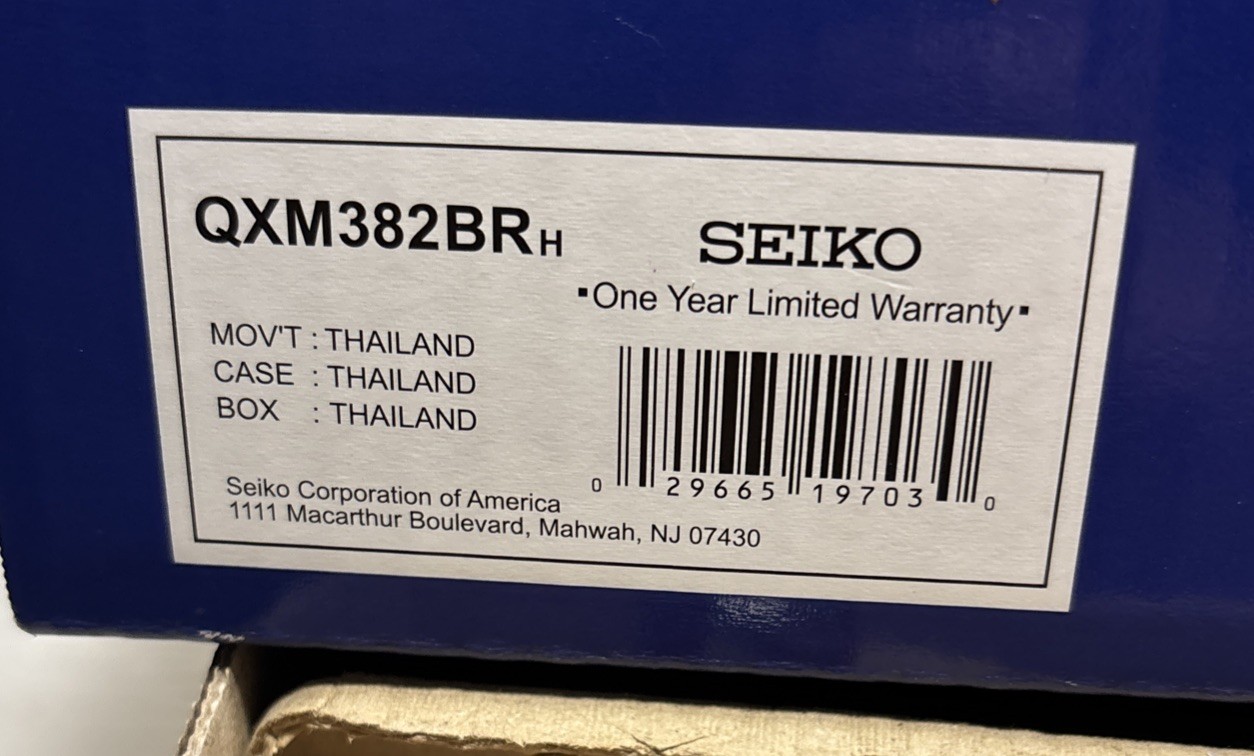 QXM382BRH
SEIKO
▪One Year Limited Warranty▪
MOV'T : THAILAND
CASE : THAILAND
BOX : THAILAND
0 29665 19703 0
Seiko Corporation of America
1111 Macarthur Boulevard, Mahwah, NJ 07430